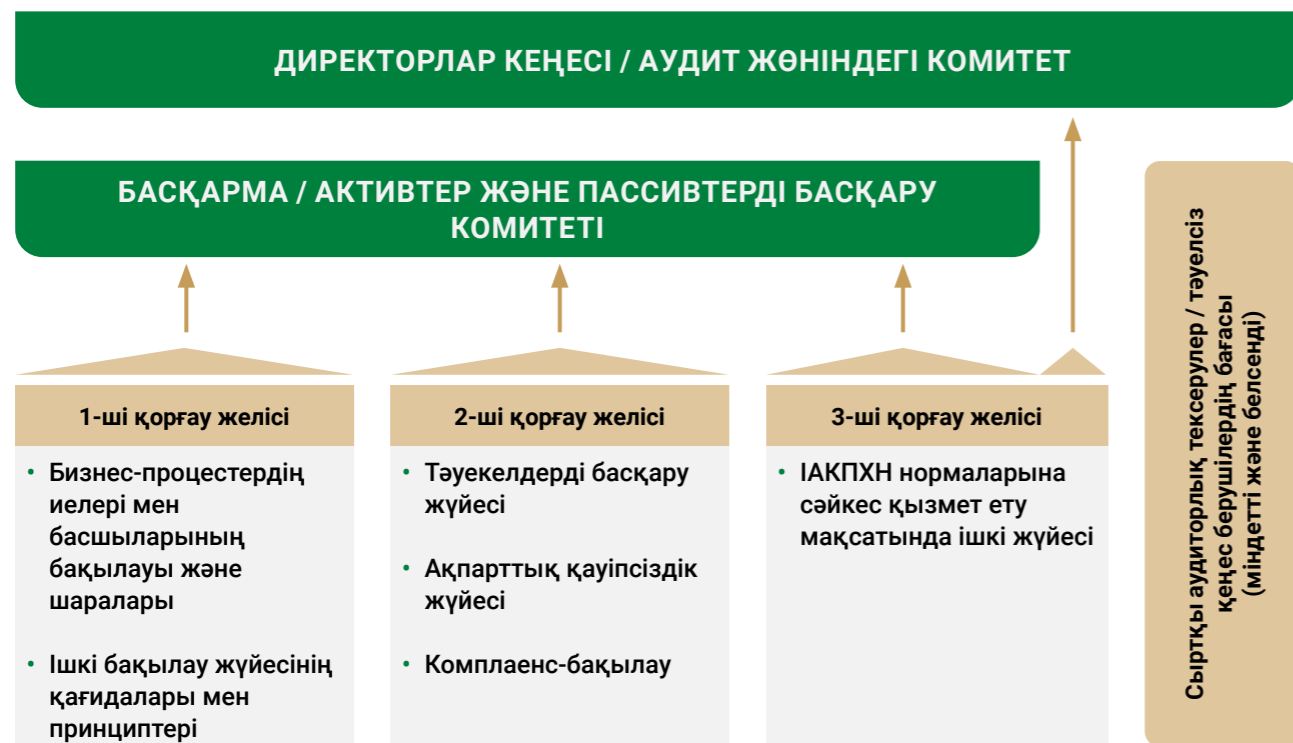 ДИРЕКТОРЛАР КЕҢЕСІ / АУДИТ ЖӨНІНДЕГІ КОМИТЕТ
БАСҚАРМА / АКТИВТЕР ЖӘНЕ ПАССИВТЕРДІ БАСҚАРУ
КОМИТЕТІ
1-ші қорғау желісі
• Бизнес-процестердің
иелері мен
басшыларының
бақылауы және
шаралары
• Ішкі бақылау жүйесінің
қағидалары мен
принциптері
2-ші қорғау желісі
• Тәуекелдерді басқару
жүйесі
• Ақпарттық қауіпсіздік
жүйесі
• Комплаенс-бақылау
3-ші қорғау желісі
• ІАКПХН нормаларына
сәйкес қызмет ету
мақсатында ішкі жүйесі
Сыртқы аудиторлық тексерулер / тәуелсіз
кеңес берушілердің бағасы
(міндетті және белсенді)